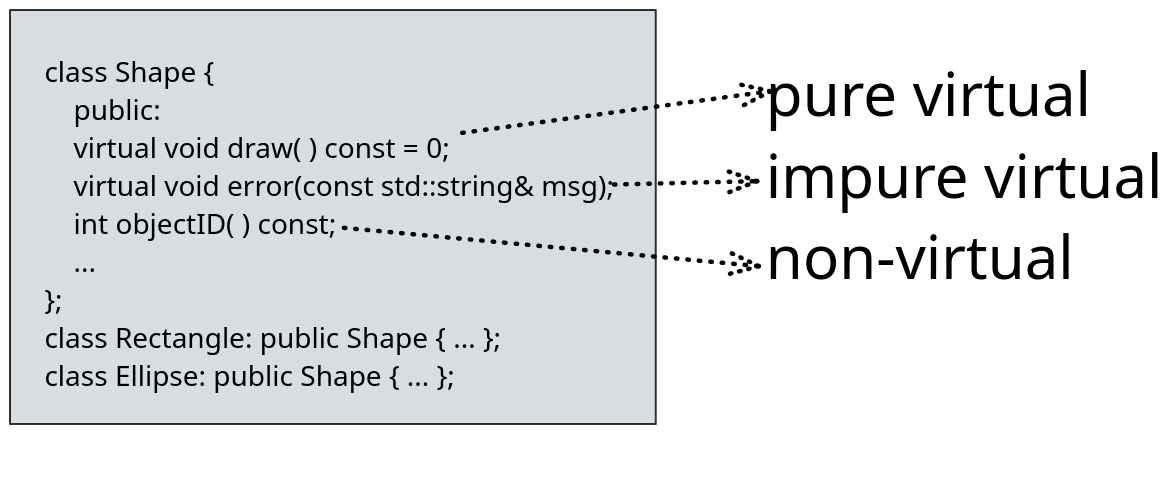 class Shape {
public:
virtual void draw( ) const = 0;
virtual void error(const std::string& msg);
int objectID( ) const;
...
};
class Rectangle: public Shape { ... };
class Ellipse: public Shape { ... };
pure virtual
impure virtual
non-virtual